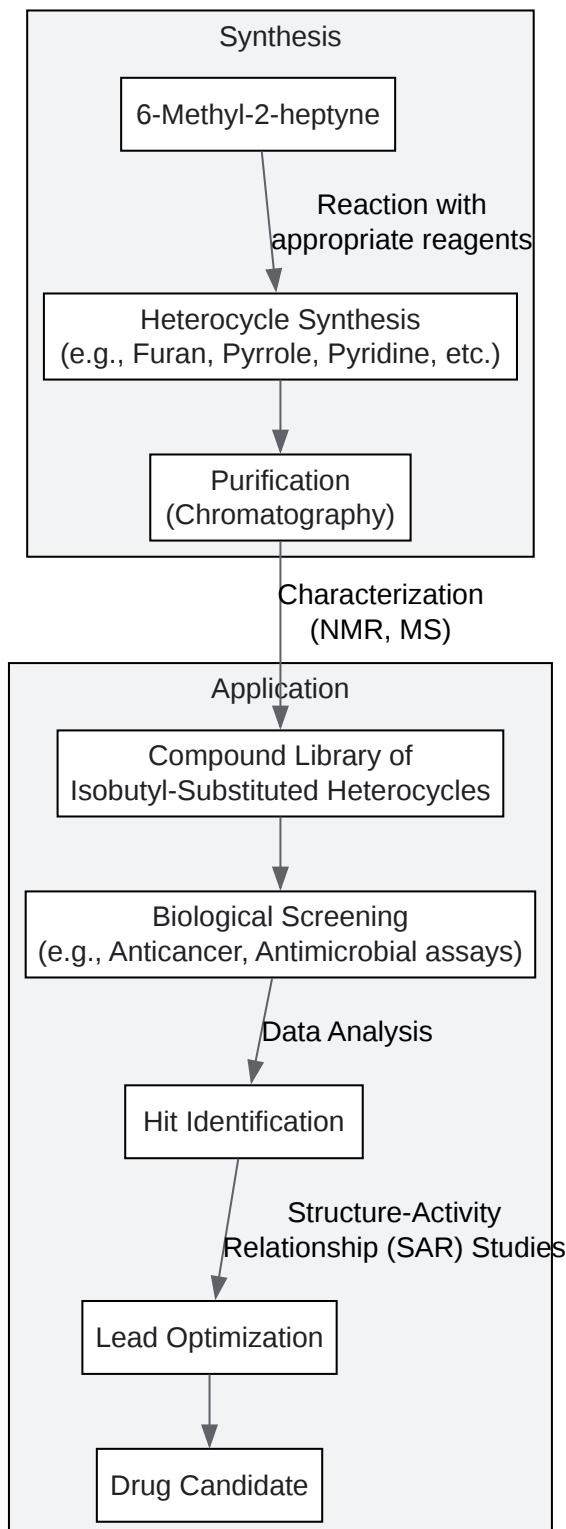 Synthesis
6-Methyl-2-heptyne
Reaction with
appropriate reagents
Heterocycle Synthesis
(e.g., Furan, Pyrrole, Pyridine, etc.)
Purification
(Chromatography)
Characterization
(NMR, MS)
Application
Compound Library of
Isobutyl-Substituted Heterocycles
Biological Screening
(e.g., Anticancer, Antimicrobial assays)
Data Analysis
Hit Identification
Structure-Activity
Relationship (SAR) Studies
Lead Optimization
Drug Candidate